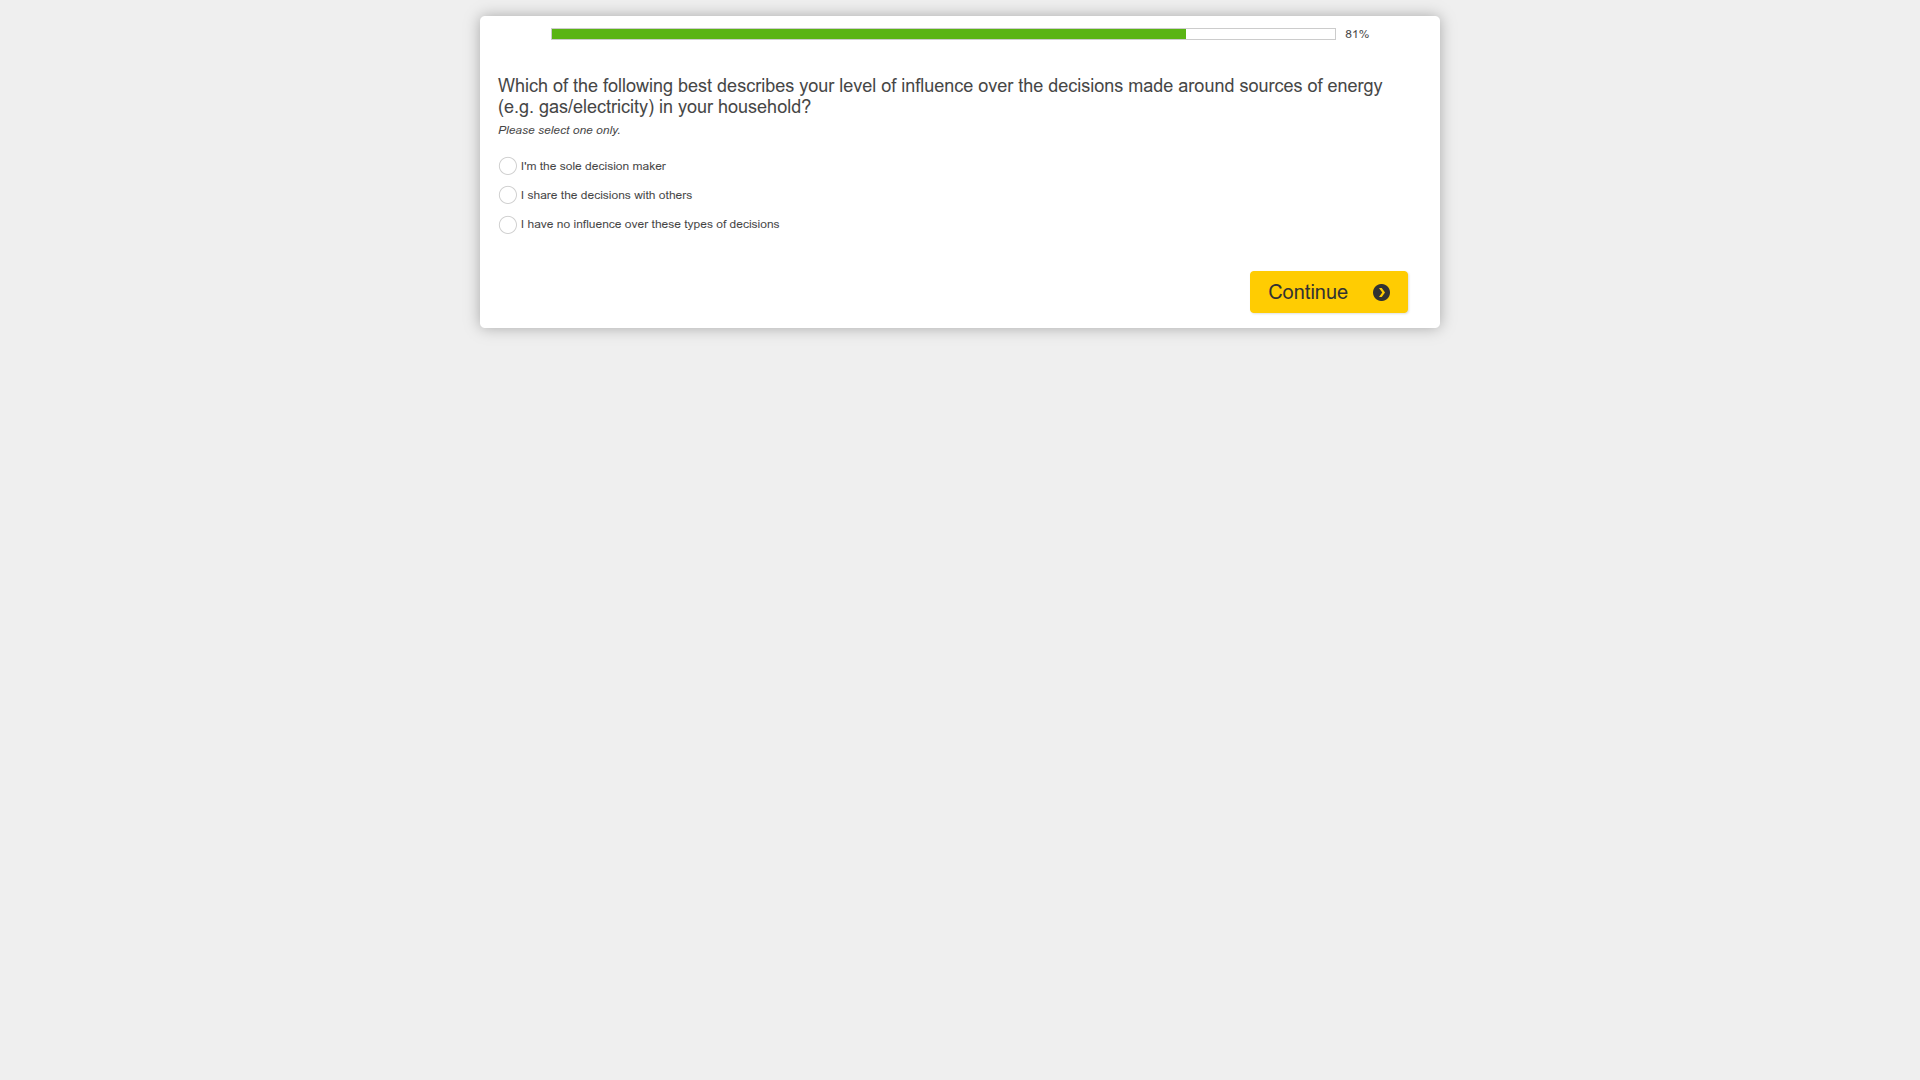 81%
Which of the following best describes your level of influence over the decisions made around sources of energy
(e.g. gas/electricity) in your household?
Please select one only.
I'm the sole decision maker
I share the decisions with others
I have no influence over these types of decisions
Continue